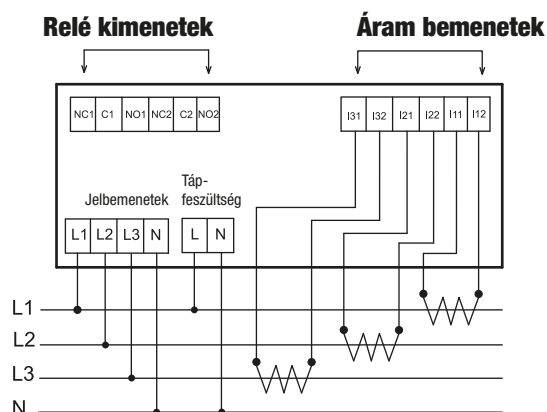 Relé kimenetek
Áram bemenetek
NC1 C1 NO1 NC2 C2 NO2
I31 I32 I21 I22 I11 I12
Jelbemenetek
Táp-
feszültség
L1 L2 L3 N
L N
L1
L2
L3
N